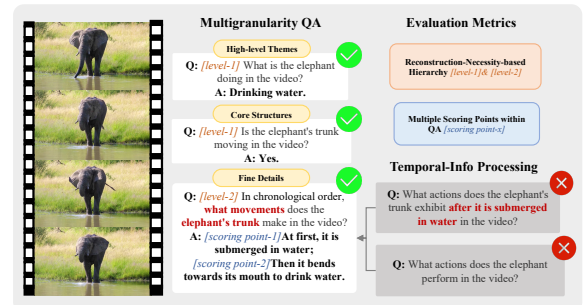 Multigranularity QA
High-level Themes
Q: [level-1] What is the elephant
doing in the video?
A: Drinking water.
Core Structures
Q: [level-1] Is the elephant's trunk
moving in the video?
A: Yes.
Fine Details
Q: [level-2] In chronological order,
what movements does the
elephant's trunk make in the video?
A: [scoring point-1]At first, it is
submerged in water;
[scoring point-2]Then it bends
towards its mouth to drink water.
Evaluation Metrics
Reconstruction-Necessity-based
Hierarchy [level-1]& [level-2]
Multiple Scoring Points within
QA [scoring point-x]
Temporal-Info Processing
Q: What actions does the elephant's
trunk exhibit after it is submerged
in water in the video?
Q: What actions does the elephant
perform in the video?